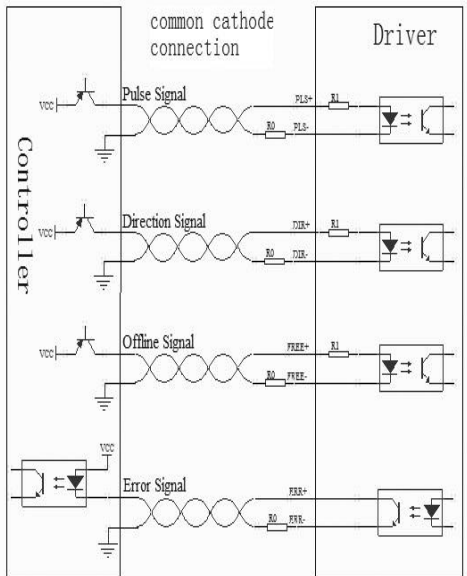 common cathode
connection
Driver
Controller
Pulse Signal
PLS+
R1
VCC
R0
PLS-
Direction Signal
DIR+
R1
VCC
R0
DIR-
Offline Signal
FREE+
R1
VCC
R0
FREE-
VCC
Error Signal
ERR+
R0
ERR-